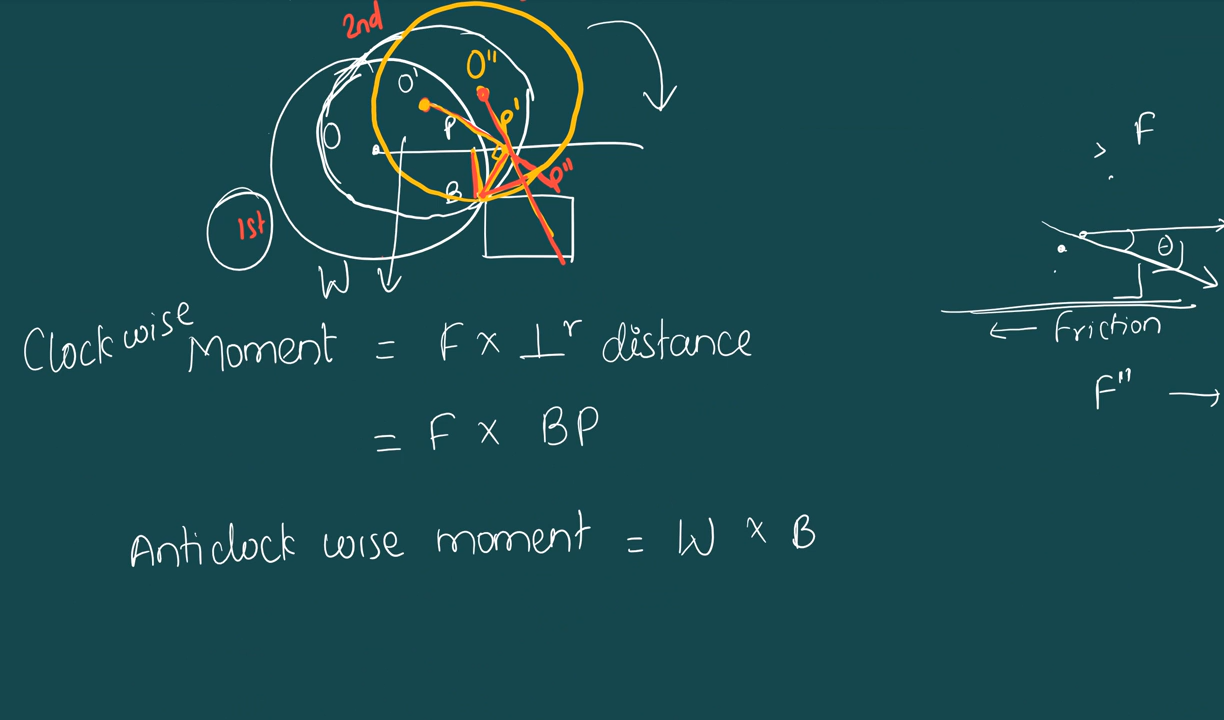 2nd
O"
O'
P
P'
O
B
P"
1st
W
F
θ
Friction
F"
Clockwise Moment = F × ⊥r distance
= F × BP
Anticlock wise moment = W × B